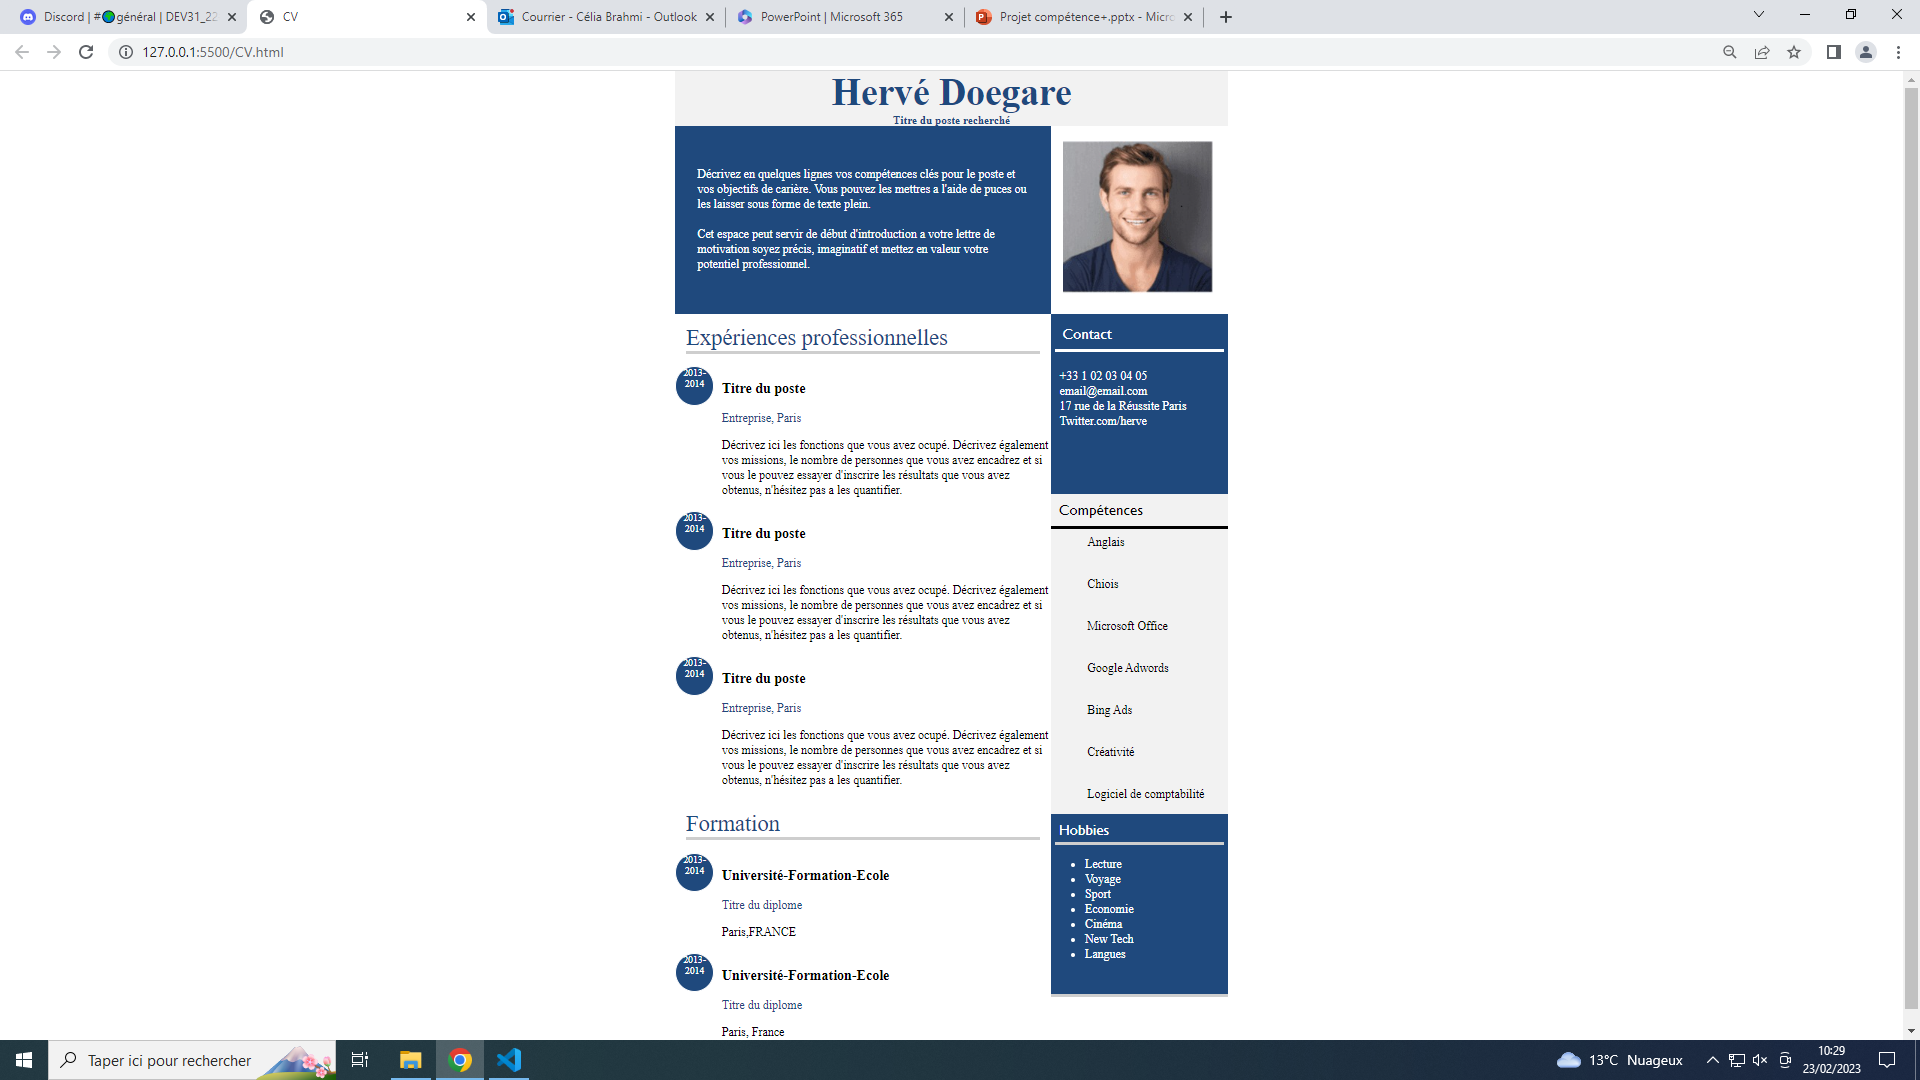 Discord | #général | DEV31_22
CV
Courrier - Célia Brahmi - Outlook
PowerPoint | Microsoft 365
Projet compétence+.pptx - Micro
127.0.0.1:5500/CV.html
Hervé Doegare
Titre du poste recherché
Décrivez en quelques lignes vos compétences clés pour le poste et
vos objectifs de carière. Vous pouvez les mettres a l'aide de puces ou
les laisser sous forme de texte plein.
Cet espace peut servir de début d'introduction a votre lettre de
motivation soyez précis, imaginatif et mettez en valeur votre
potentiel professionnel.
Expériences professionnelles
2013-
2014
Titre du poste
Entreprise, Paris
Décrivez ici les fonctions que vous avez ocupé. Décrivez également
vos missions, le nombre de personnes que vous avez encadrez et si
vous le pouvez essayer d'inscrire les résultats que vous avez
obtenus, n'hésitez pas a les quantifier.
2013-
2014
Titre du poste
Entreprise, Paris
Décrivez ici les fonctions que vous avez ocupé. Décrivez également
vos missions, le nombre de personnes que vous avez encadrez et si
vous le pouvez essayer d'inscrire les résultats que vous avez
obtenus, n'hésitez pas a les quantifier.
2013-
2014
Titre du poste
Entreprise, Paris
Décrivez ici les fonctions que vous avez ocupé. Décrivez également
vos missions, le nombre de personnes que vous avez encadrez et si
vous le pouvez essayer d'inscrire les résultats que vous avez
obtenus, n'hésitez pas a les quantifier.
Formation
2013-
2014
Université-Formation-Ecole
Titre du diplome
Paris,FRANCE
2013-
2014
Université-Formation-Ecole
Titre du diplome
Paris, France
Contact
+33 1 02 03 04 05
email@email.com
17 rue de la Réussite Paris
Twitter.com/herve
Compétences
Anglais
Chiois
Microsoft Office
Google Adwords
Bing Ads
Créativité
Logiciel de comptabilité
Hobbies
Lecture
Voyage
Sport
Economie
Cinéma
New Tech
Langues
Taper ici pour rechercher
13°C Nuageux
10:29
23/02/2023